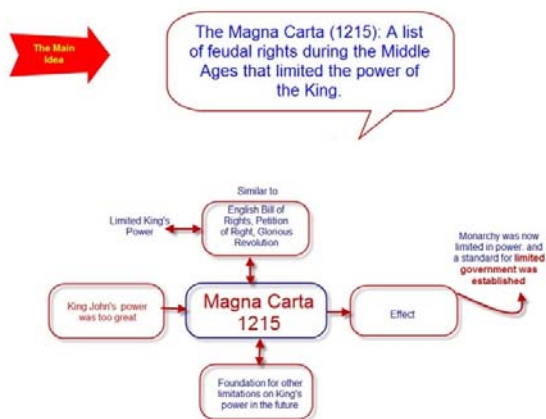 The Main
Idea
The Magna Carta (1215): A list
of feudal rights during the Middle
Ages that limited the power of
the King.
Similar to
English Bill of
Rights, Petition
of Right, Glorious
Revolution
Limited King's
Power
Monarchy was now
limited in power. and
a standard for limited
government was
established
King John's power
was too great
Magna Carta
1215
Effect
Foundation for other
limitations on King's
power in the future